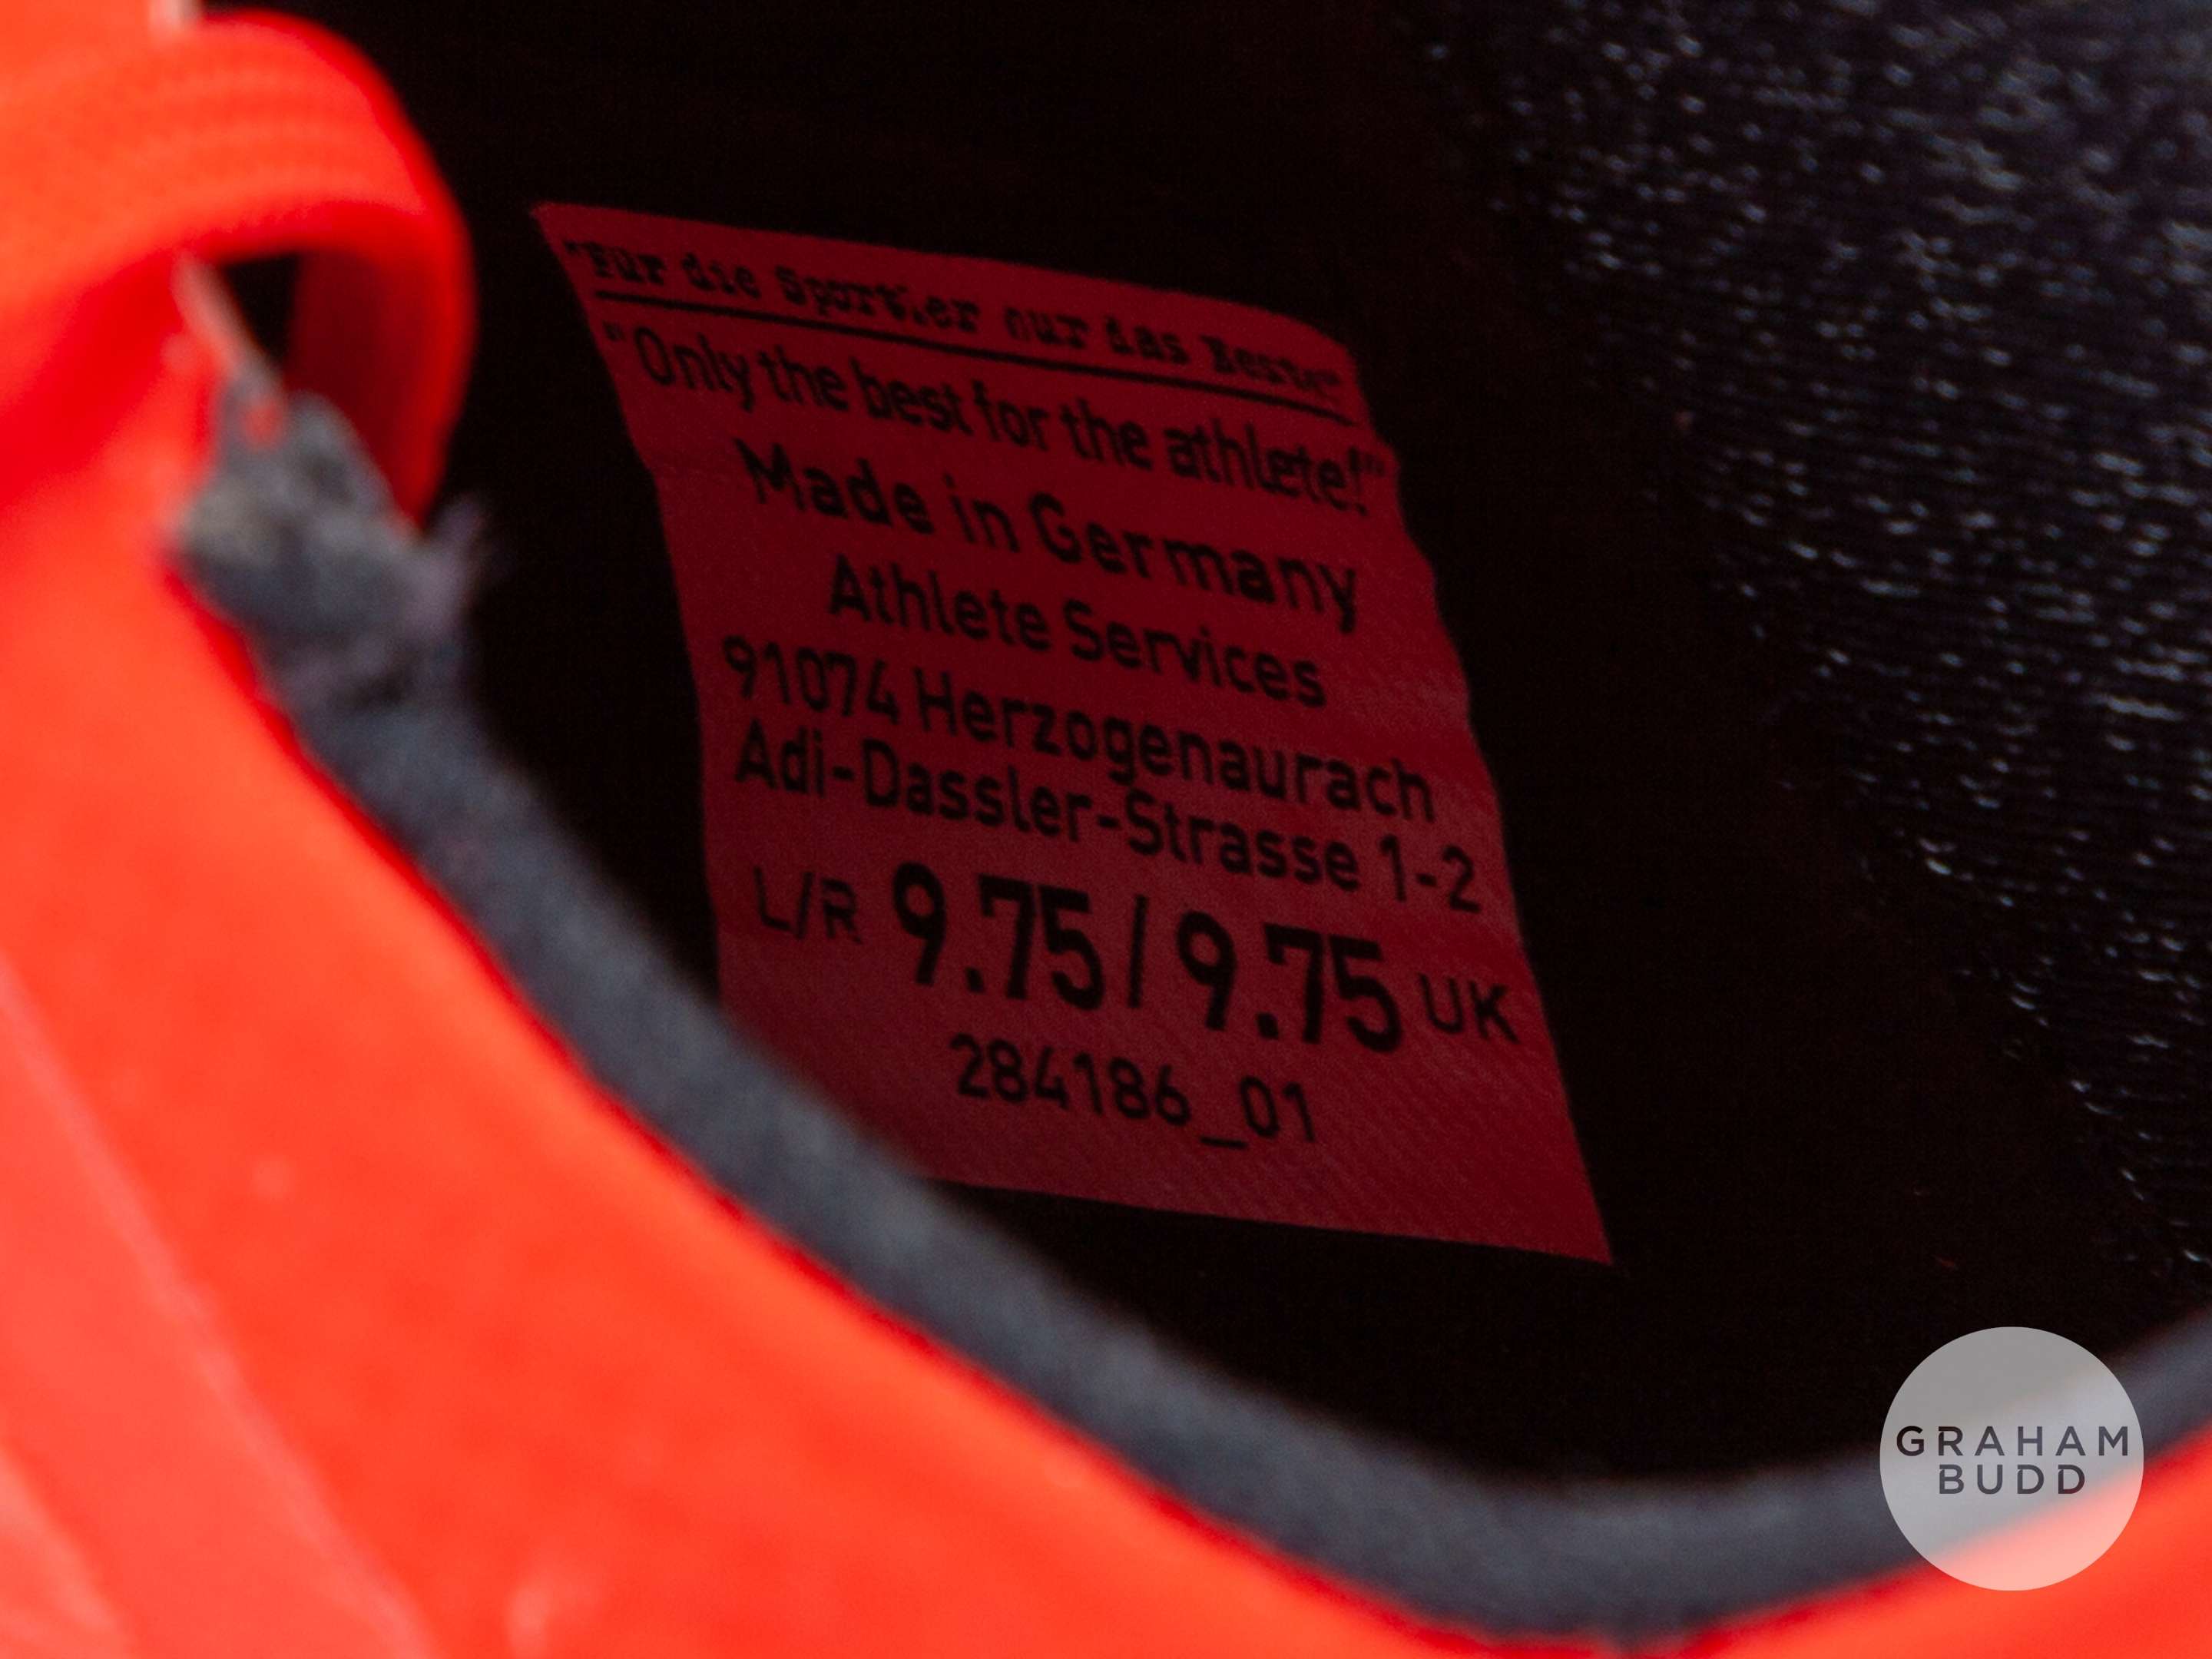 "Für die Sportler nur das Beste"
"Only the best for the athlete!"
Made in Germany
Athlete Services
91074 Herzogenaurach
Adi-Dassler-Strasse 1-2
L/R 9.75 / 9.75 UK
284186_01
GRAHAM
BUDD